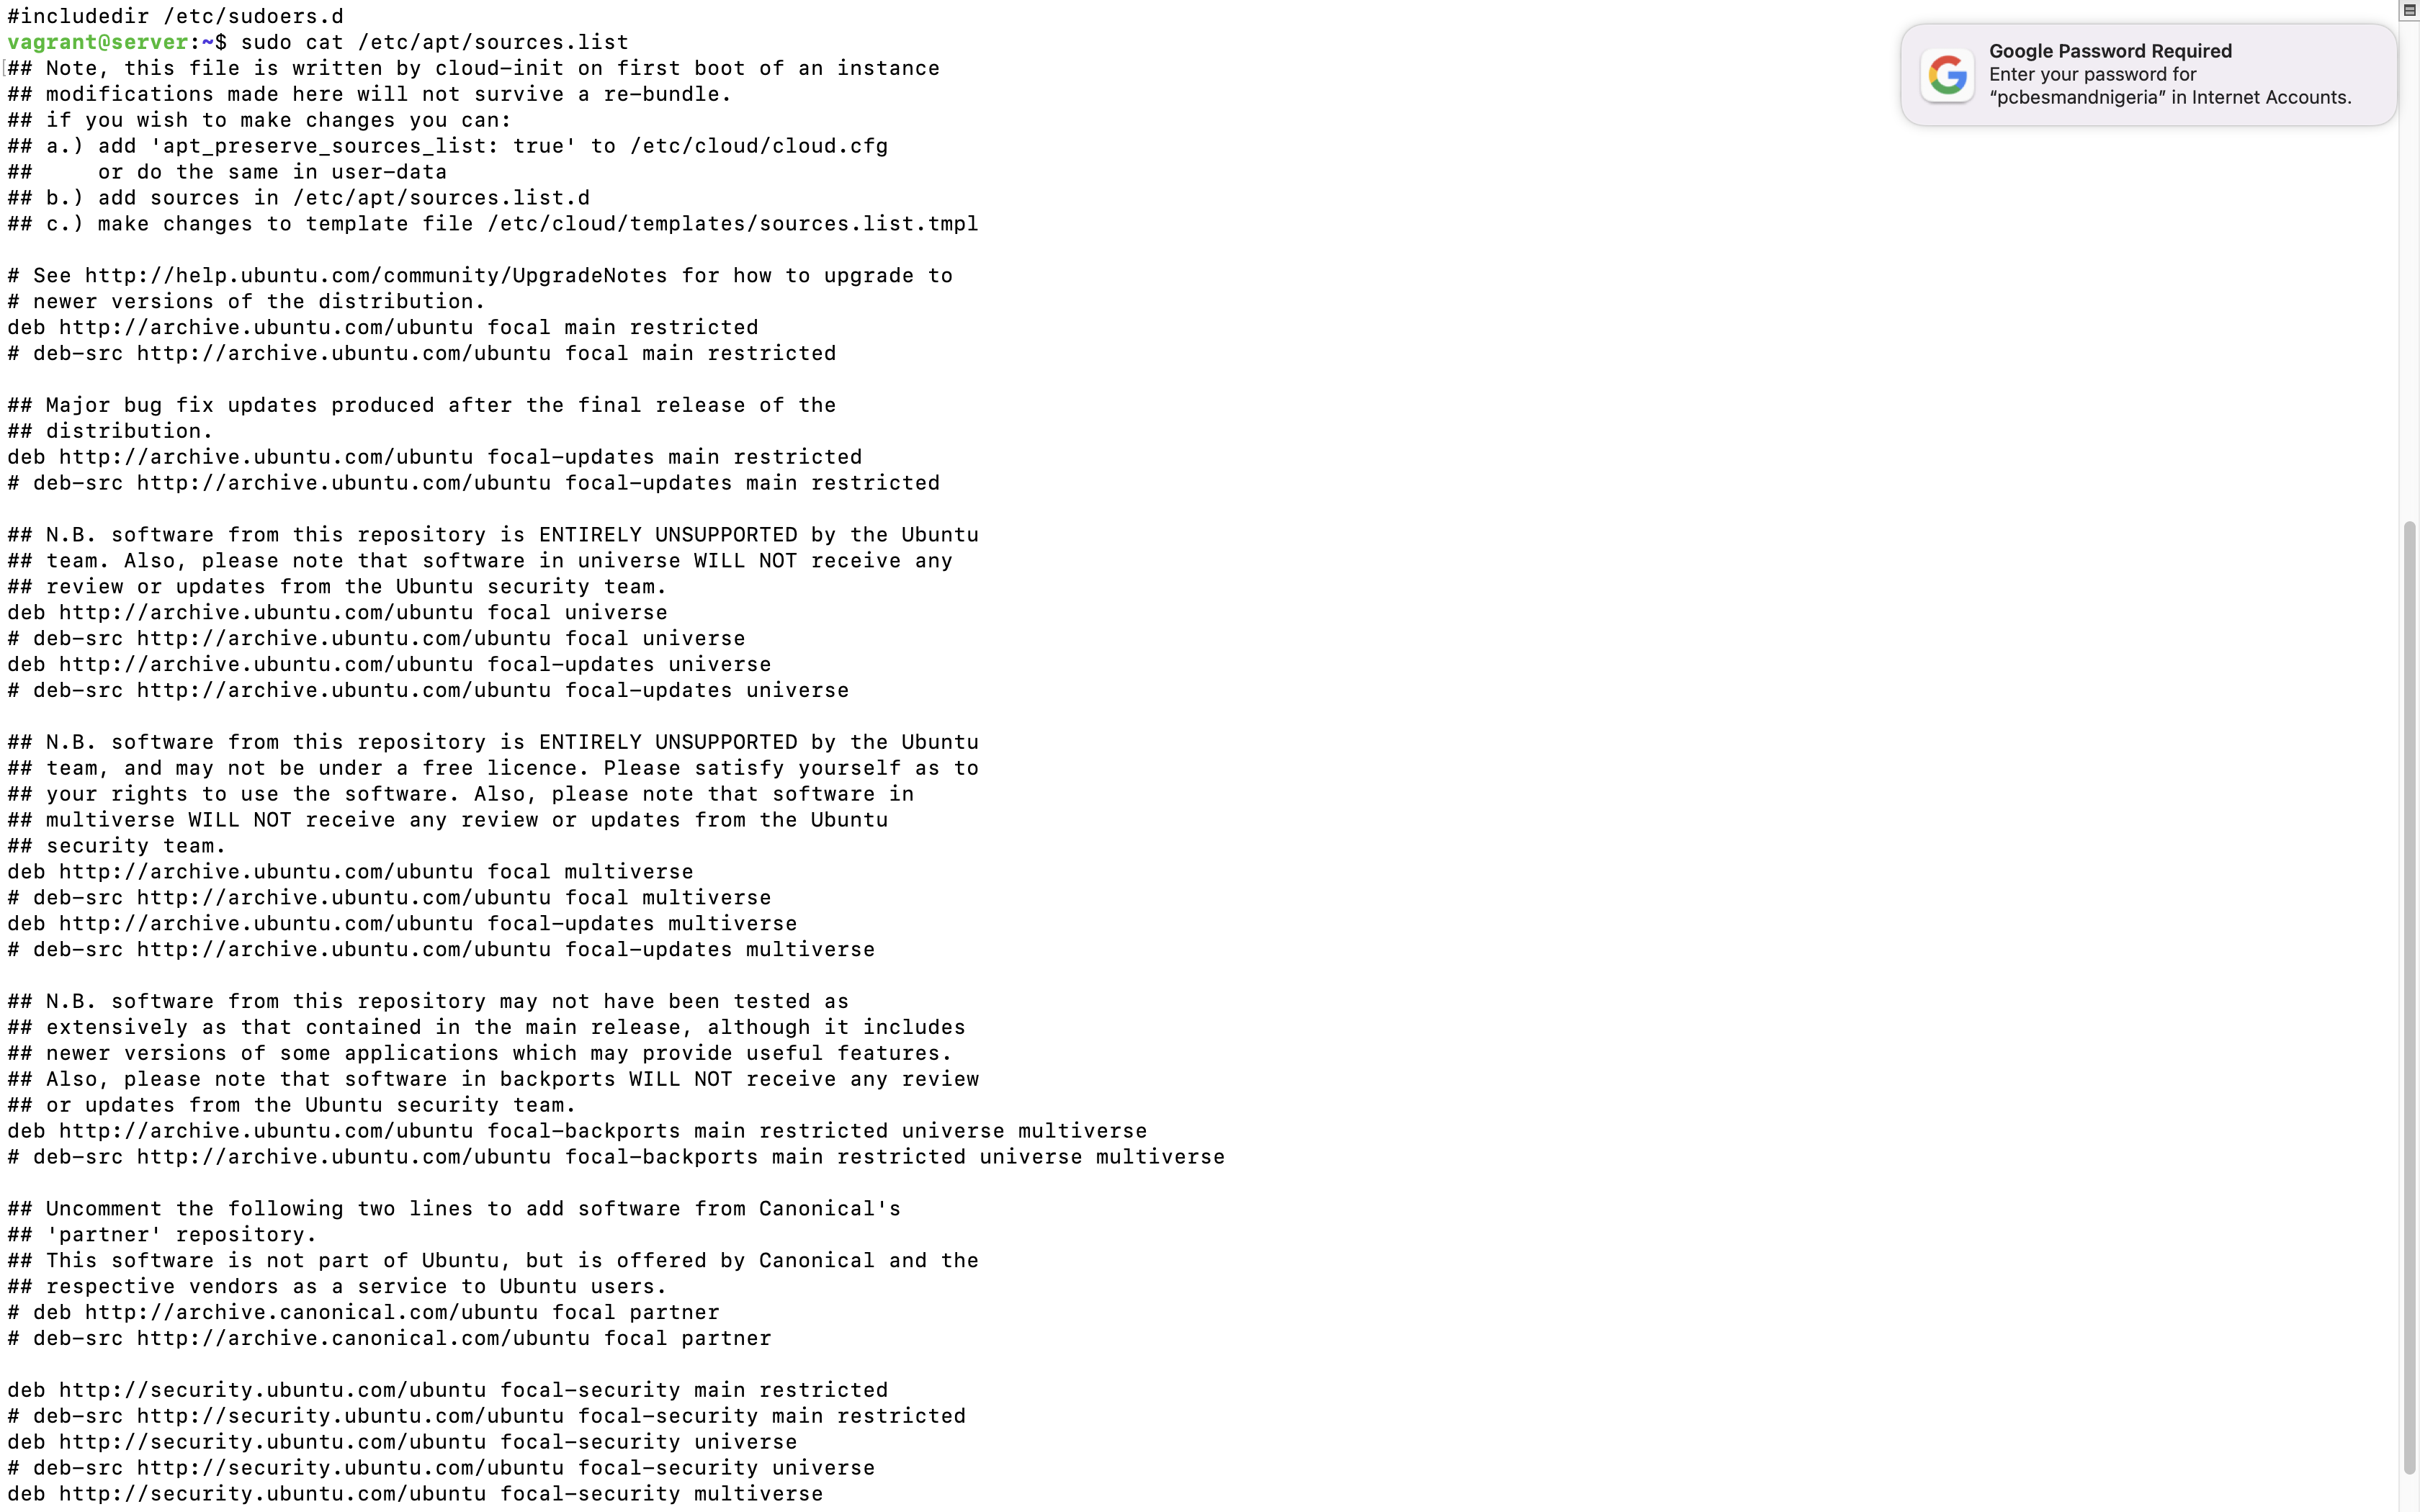 #includedir /etc/sudoers.d
vagrant@server:~$ sudo cat /etc/apt/sources.list
## Note, this file is written by cloud-init on first boot of an instance
## modifications made here will not survive a re-bundle.
## if you wish to make changes you can:
## a.) add 'apt_preserve_sources_list: true' to /etc/cloud/cloud.cfg
##     or do the same in user-data
## b.) add sources in /etc/apt/sources.list.d
## c.) make changes to template file /etc/cloud/templates/sources.list.tmpl

# See http://help.ubuntu.com/community/UpgradeNotes for how to upgrade to
# newer versions of the distribution.
deb http://archive.ubuntu.com/ubuntu focal main restricted
# deb-src http://archive.ubuntu.com/ubuntu focal main restricted

## Major bug fix updates produced after the final release of the
## distribution.
deb http://archive.ubuntu.com/ubuntu focal-updates main restricted
# deb-src http://archive.ubuntu.com/ubuntu focal-updates main restricted

## N.B. software from this repository is ENTIRELY UNSUPPORTED by the Ubuntu
## team. Also, please note that software in universe WILL NOT receive any
## review or updates from the Ubuntu security team.
deb http://archive.ubuntu.com/ubuntu focal universe
# deb-src http://archive.ubuntu.com/ubuntu focal universe
deb http://archive.ubuntu.com/ubuntu focal-updates universe
# deb-src http://archive.ubuntu.com/ubuntu focal-updates universe

## N.B. software from this repository is ENTIRELY UNSUPPORTED by the Ubuntu
## team, and may not be under a free licence. Please satisfy yourself as to
## your rights to use the software. Also, please note that software in
## multiverse WILL NOT receive any review or updates from the Ubuntu
## security team.
deb http://archive.ubuntu.com/ubuntu focal multiverse
# deb-src http://archive.ubuntu.com/ubuntu focal multiverse
deb http://archive.ubuntu.com/ubuntu focal-updates multiverse
# deb-src http://archive.ubuntu.com/ubuntu focal-updates multiverse

## N.B. software from this repository may not have been tested as
## extensively as that contained in the main release, although it includes
## newer versions of some applications which may provide useful features.
## Also, please note that software in backports WILL NOT receive any review
## or updates from the Ubuntu security team.
deb http://archive.ubuntu.com/ubuntu focal-backports main restricted universe multiverse
# deb-src http://archive.ubuntu.com/ubuntu focal-backports main restricted universe multiverse

## Uncomment the following two lines to add software from Canonical's
## 'partner' repository.
## This software is not part of Ubuntu, but is offered by Canonical and the
## respective vendors as a service to Ubuntu users.
# deb http://archive.canonical.com/ubuntu focal partner
# deb-src http://archive.canonical.com/ubuntu focal partner

deb http://security.ubuntu.com/ubuntu focal-security main restricted
# deb-src http://security.ubuntu.com/ubuntu focal-security main restricted
deb http://security.ubuntu.com/ubuntu focal-security universe
# deb-src http://security.ubuntu.com/ubuntu focal-security universe
deb http://security.ubuntu.com/ubuntu focal-security multiverse
Google Password Required
Enter your password for
“pcbesmandnigeria” in Internet Accounts.